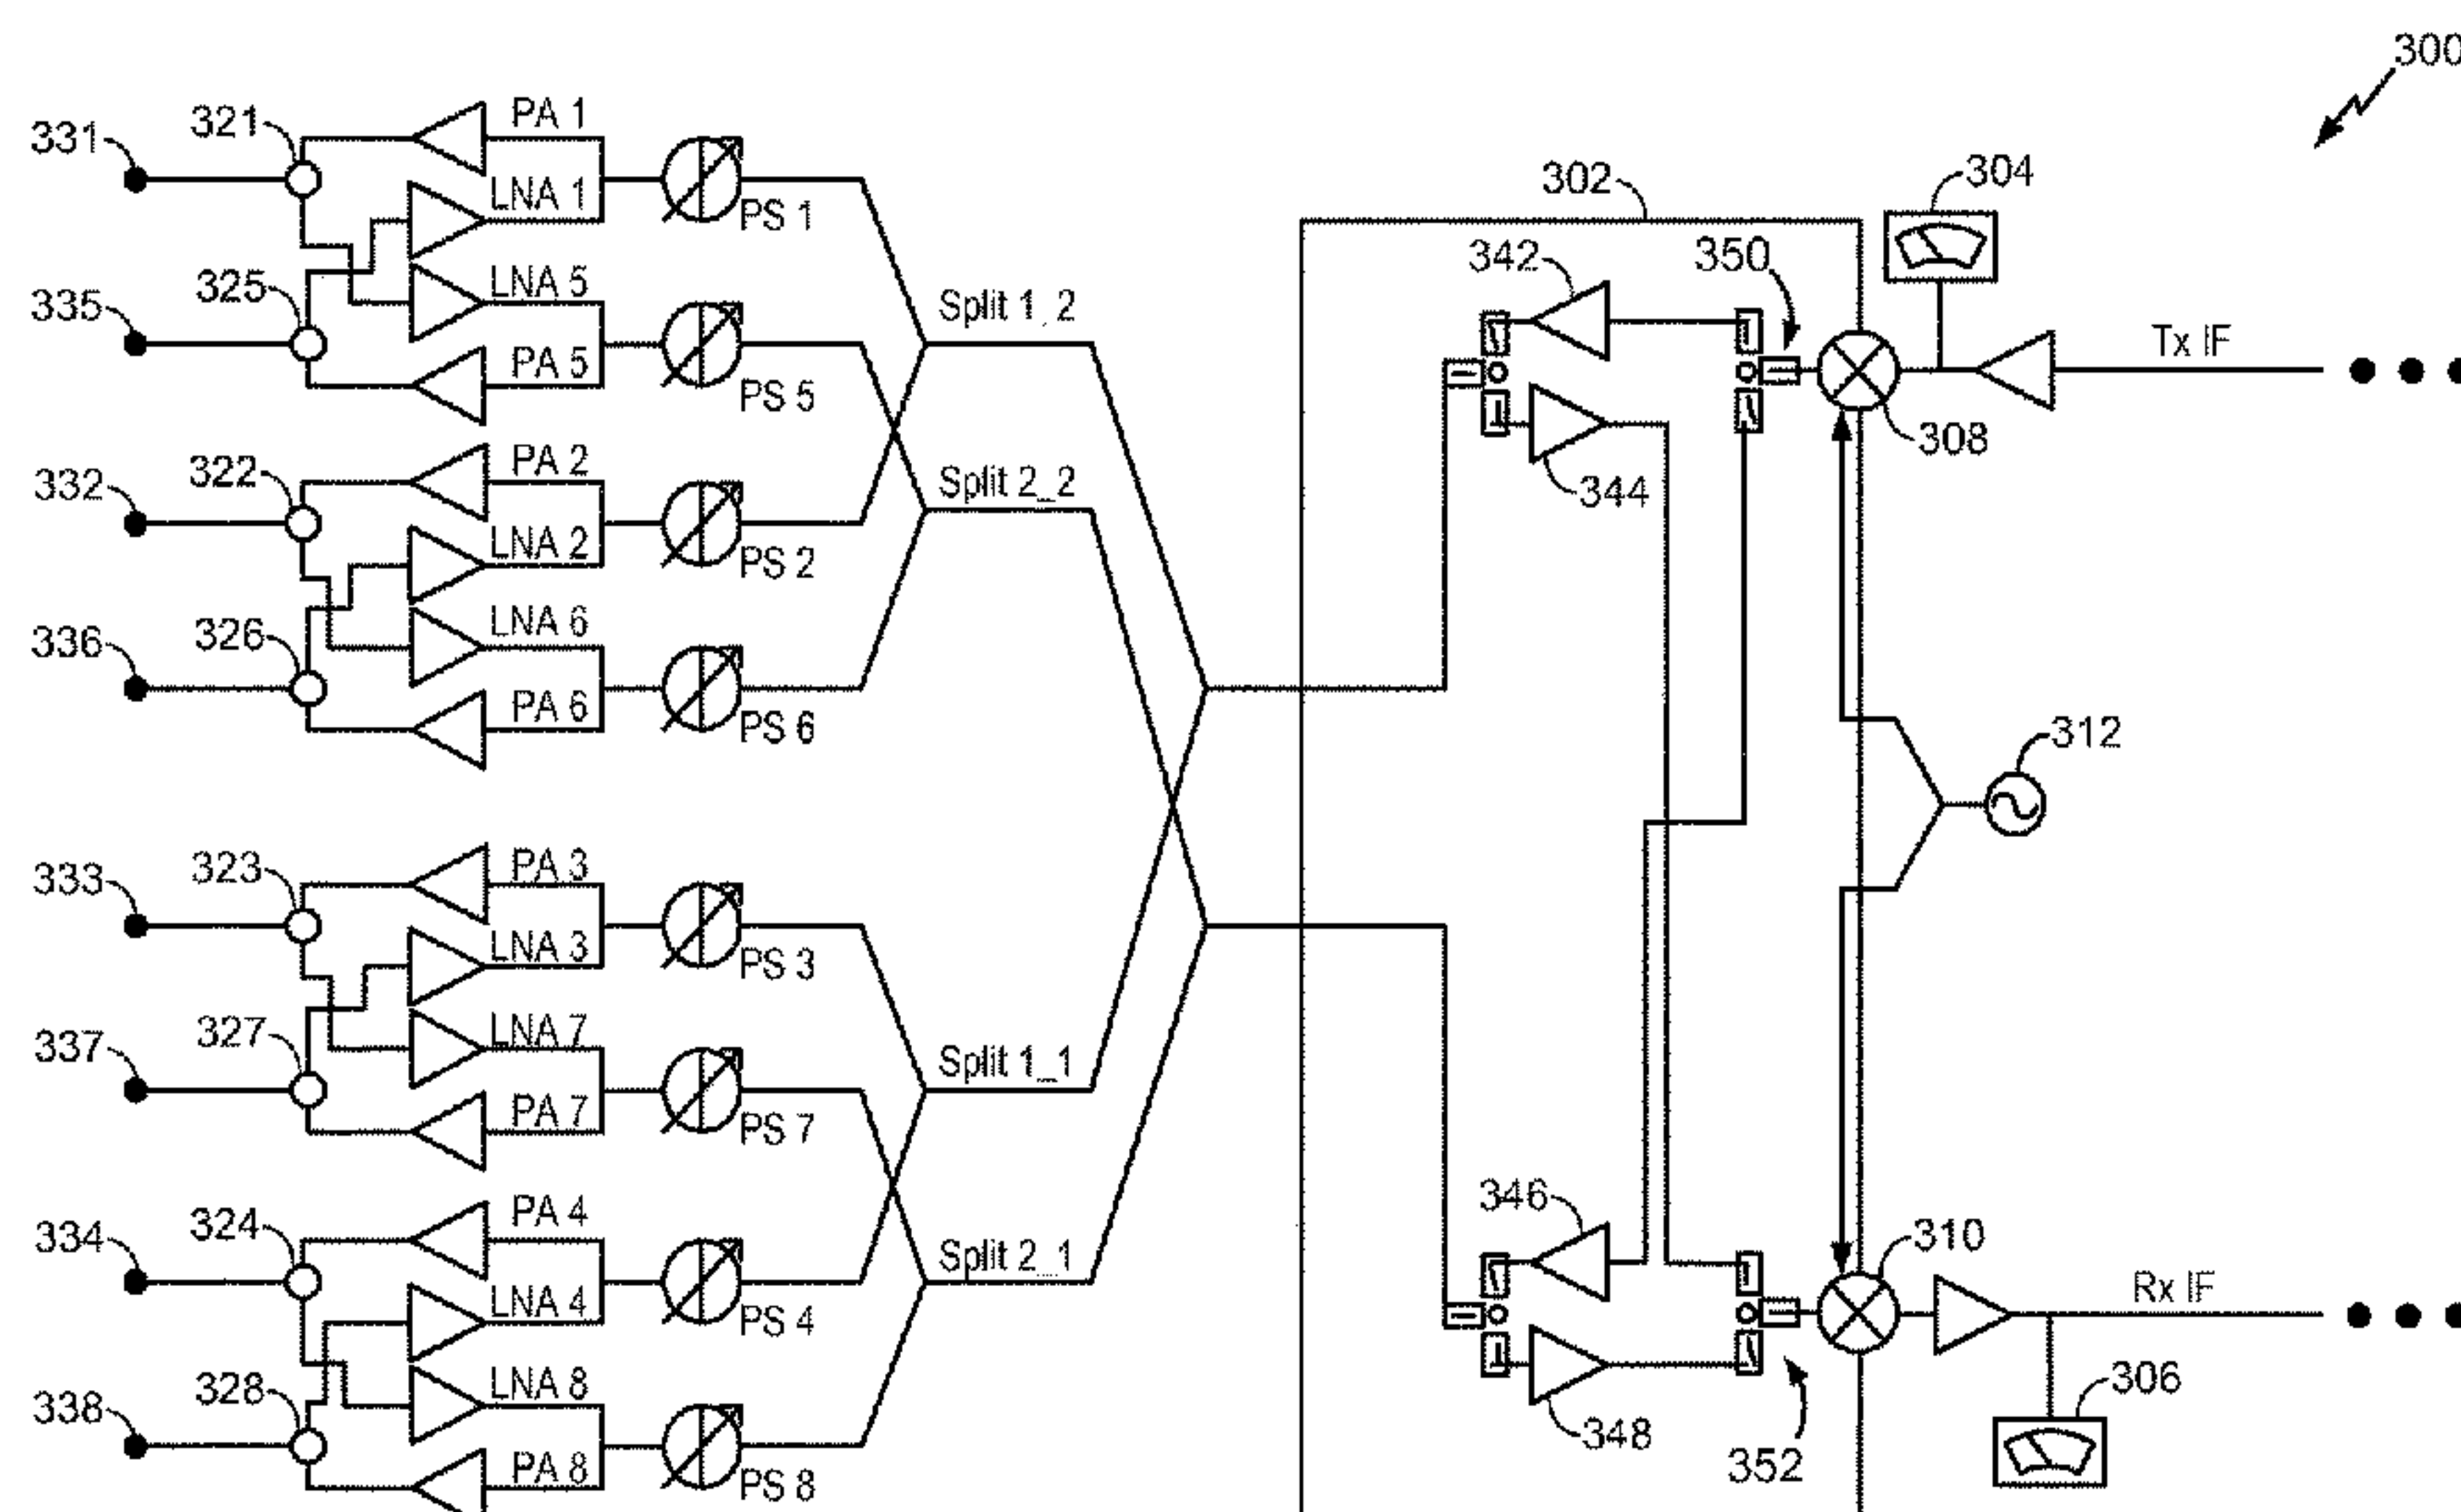 300
331
321
PA 1
LNA 1
PS 1
335
325
LNA 5
PA 5
PS 5
Split 1_2
332
322
PA 2
LNA 2
PS 2
Split 2_2
336
326
LNA 6
PA 6
PS 6
333
323
PA 3
LNA 3
PS 3
337
327
LNA 7
PA 7
PS 7
Split 1_1
334
324
PA 4
LNA 4
PS 4
Split 2_1
338
328
LNA 8
PA 8
PS 8
302
304
342
350
Tx IF
308
344
312
346
310
Rx IF
348
352
306